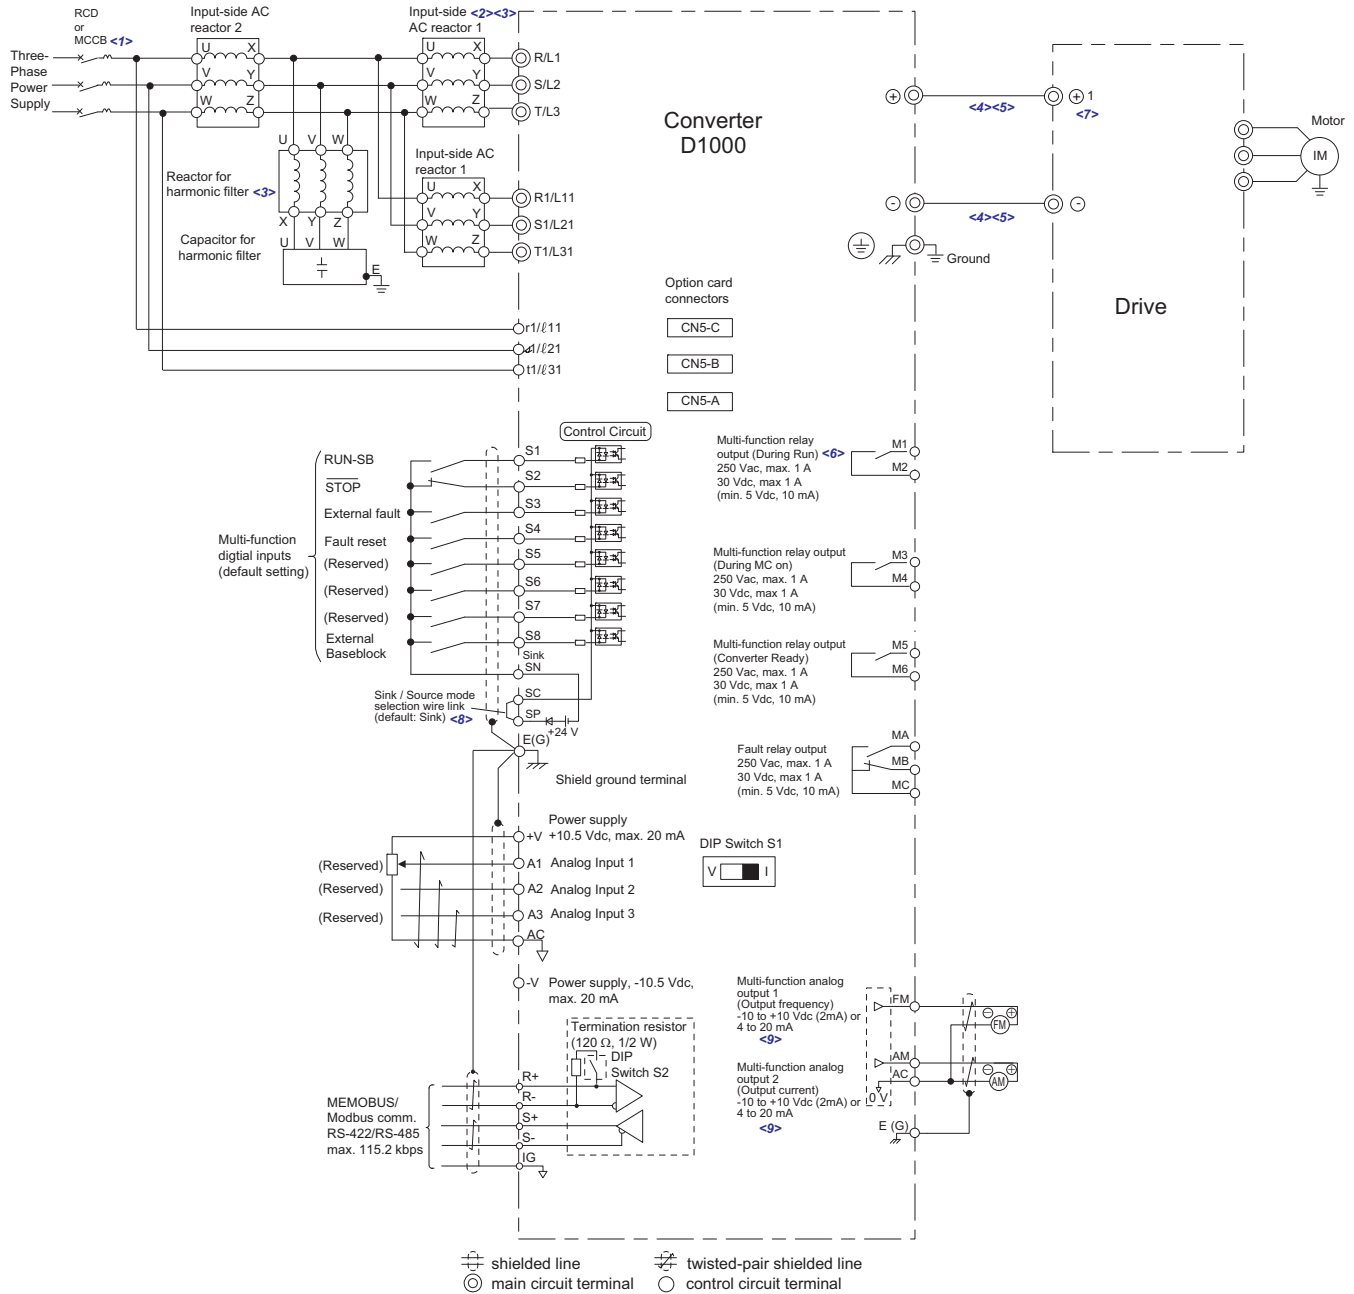 RCD
or
MCCB <1>
Three-
Phase
Power
Supply
Input-side AC
reactor 2
U X
V Y
W Z
Input-side <2><3>
AC reactor 1
U X
V Y
W Z
R/L1
S/L2
T/L3
Converter
D1000
+
<4><5>
+ 1
<7>
Motor
IM
U V W
Reactor for
harmonic filter <3>
X Y Z
U V W
Capacitor for
harmonic filter
E
Input-side AC
reactor 1
U X
V Y
W Z
R1/L11
S1/L21
T1/L31
-
<4><5>
-
Ground
Drive
Option card
connectors
CN5-C
CN5-B
CN5-A
r1/ℓ11
1/ℓ21
t1/ℓ31
Control Circuit
Multi-function
digtial inputs
(default setting)
RUN-SB
STOP
External fault
Fault reset
(Reserved)
(Reserved)
(Reserved)
External
Baseblock
S1
S2
S3
S4
S5
S6
S7
S8
Sink
SN
SC
SP
+24 V
Sink / Source mode
selection wire link
(default: Sink) <8>
E(G)
Shield ground terminal
Multi-function relay
output (During Run) <6>
250 Vac, max. 1 A
30 Vdc, max 1 A
(min. 5 Vdc, 10 mA)
M1
M2
Multi-function relay output
(During MC on)
250 Vac, max. 1 A
30 Vdc, max 1 A
(min. 5 Vdc, 10 mA)
M3
M4
Multi-function relay output
(Converter Ready)
250 Vac, max. 1 A
30 Vdc, max 1 A
(min. 5 Vdc, 10 mA)
M5
M6
Fault relay output
250 Vac, max. 1 A
30 Vdc, max 1 A
(min. 5 Vdc, 10 mA)
MA
MB
MC
Power supply
+V +10.5 Vdc, max. 20 mA
(Reserved)
A1 Analog Input 1
(Reserved)
A2 Analog Input 2
(Reserved)
A3 Analog Input 3
AC
-V Power supply, -10.5 Vdc,
max. 20 mA
DIP Switch S1
V I
Termination resistor
(120 Ω, 1/2 W)
DIP
Switch S2
MEMOBUS/
Modbus comm.
RS-422/RS-485
max. 115.2 kbps
R+
R-
S+
S-
IG
Multi-function analog
output 1
(Output frequency)
-10 to +10 Vdc (2mA) or
4 to 20 mA
<9>
Multi-function analog
output 2
(Output current)
-10 to +10 Vdc (2mA) or
4 to 20 mA
<9>
FM
- +
FM
AM
- +
AM
AC
0 V
E (G)
shielded line
twisted-pair shielded line
main circuit terminal
control circuit terminal